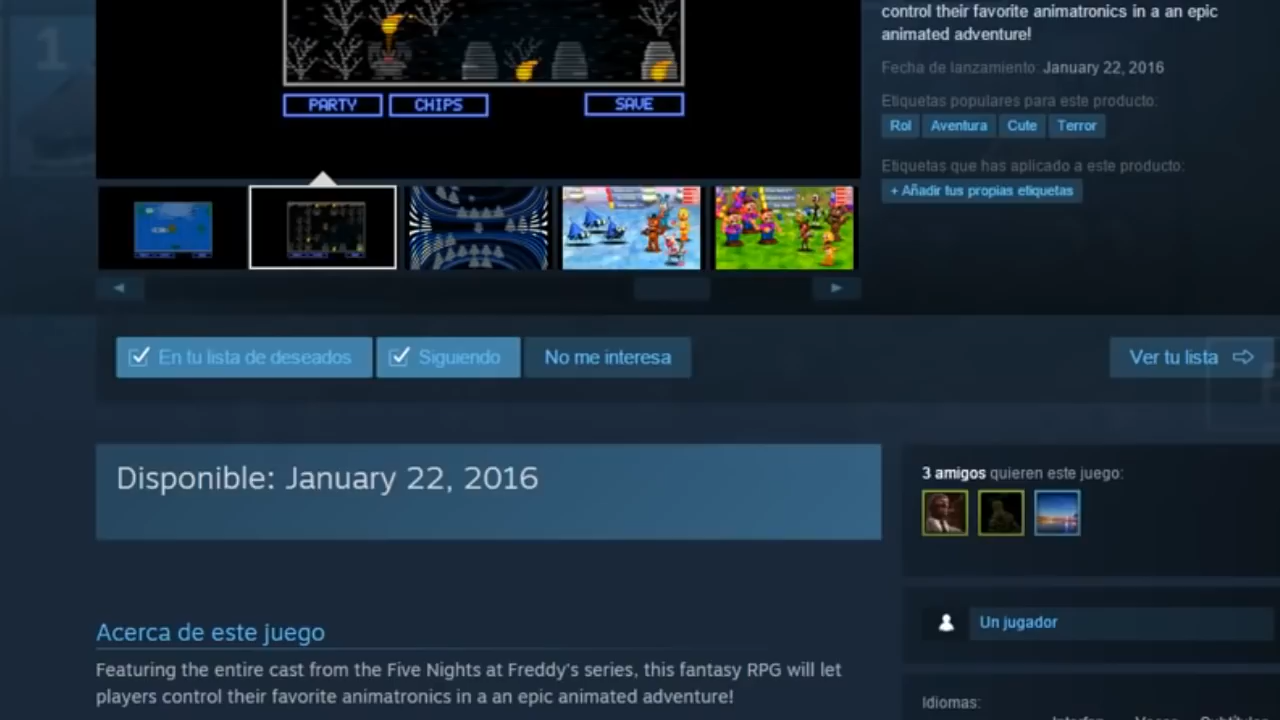 1
control their favorite animatronics in a an epic
animated adventure!
Fecha de lanzamiento: January 22, 2016
PARTY CHIPS SAVE
Etiquetas populares para este producto:
Rol Aventura Cute Terror
Etiquetas que has aplicado a este producto:
+ Añadir tus propias etiquetas
En tu lista de deseados Siguiendo No me interesa Ver tu lista
Disponible: January 22, 2016
3 amigos quieren este juego:
Un jugador
Acerca de este juego
Featuring the entire cast from the Five Nights at Freddy's series, this fantasy RPG will let
players control their favorite animatronics in a an epic animated adventure!
Idiomas: